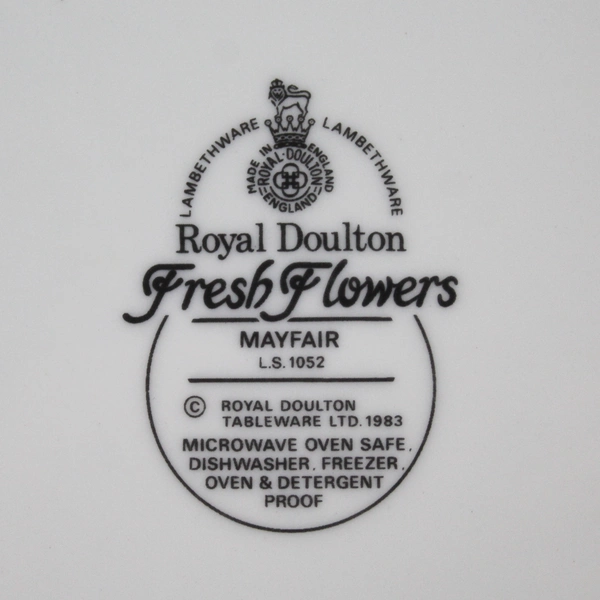 LAMBETHWARE LAMBETHWARE
MADE IN ENGLAND
ROYAL·DOULTON
ENGLAND
Royal Doulton
Fresh Flowers
MAYFAIR
L.S. 1052
© ROYAL DOULTON
TABLEWARE LTD. 1983
MICROWAVE OVEN SAFE.
DISHWASHER. FREEZER.
OVEN & DETERGENT
PROOF